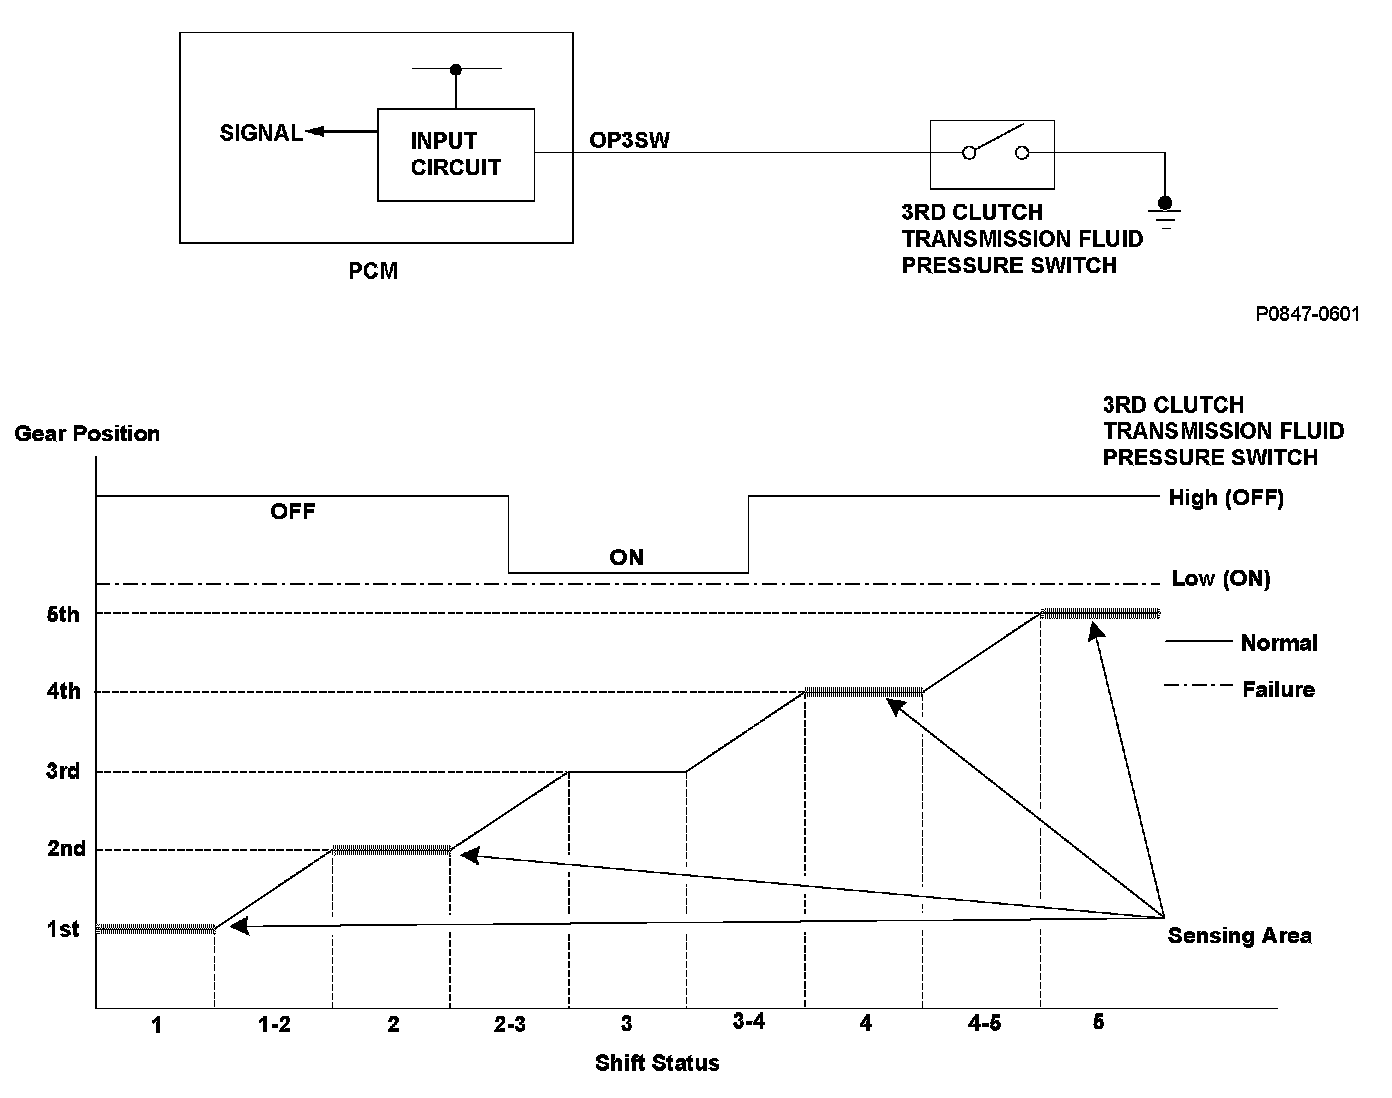 SIGNAL
INPUT
CIRCUIT
OP3SW
PCM
3RD CLUTCH
TRANSMISSION FLUID
PRESSURE SWITCH
P0847-0601
3RD CLUTCH
TRANSMISSION FLUID
PRESSURE SWITCH
Gear Position
High (OFF)
OFF
ON
Low (ON)
5th
Normal
4th
Failure
3rd
2nd
1st
Sensing Area
1 1-2 2 2-3 3 3-4 4 4-5 5
Shift Status